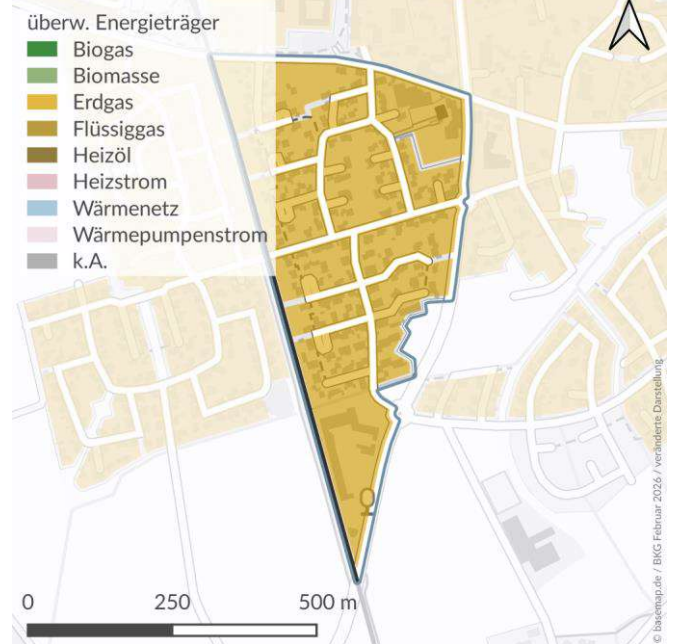 überw. Energieträger
Biogas
Biomasse
Erdgas
Flüssiggas
Heizöl
Heizstrom
Wärmenetz
Wärmepumpenstrom
k.A.
0 250 500 m
© basemap.de / BKG Februar 2026 / veränderte Darstellung